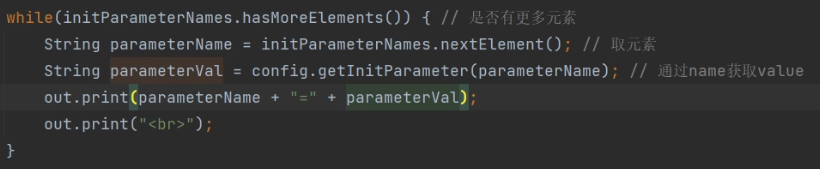 while(initParameterNames.hasMoreElements()) { // 是否有更多元素
    String parameterName = initParameterNames.nextElement(); // 取元素
    String parameterVal = config.getInitParameter(parameterName); // 通过name获取value
    out.print(parameterName + "=" + parameterVal);
    out.print("<br>");
}